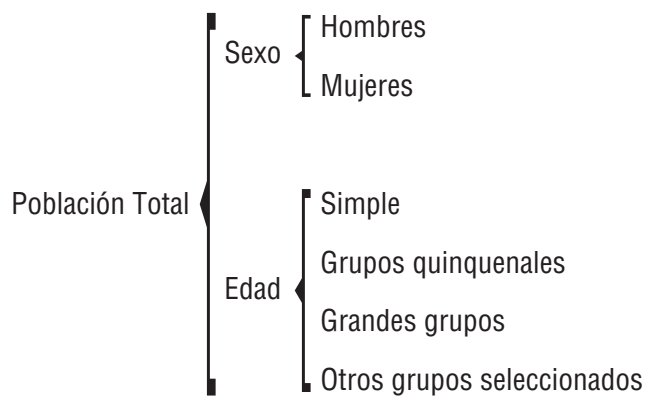 Sexo
Hombres
Mujeres
Población Total
Edad
Simple
Grupos quinquenales
Grandes grupos
Otros grupos seleccionados